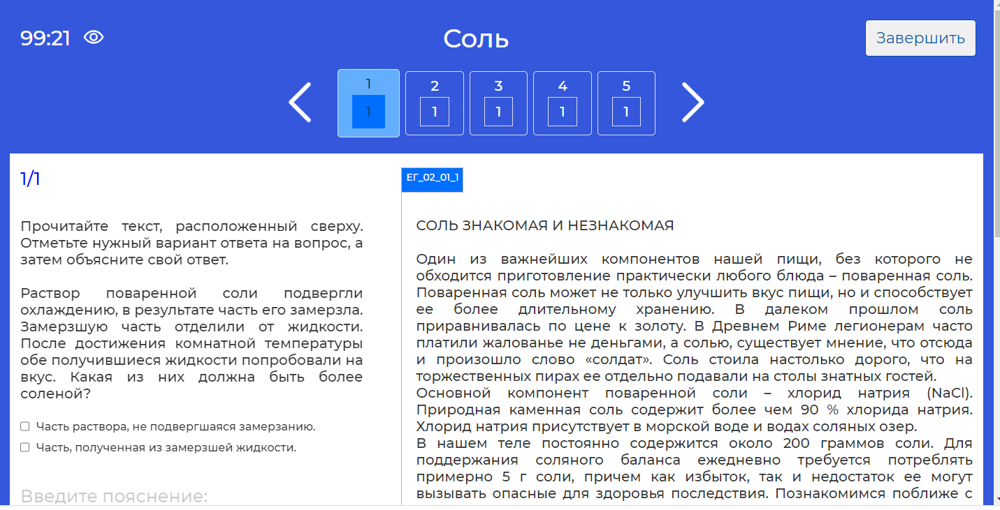 99:21
Соль
Завершить
1
2
3
4
5
1
1
1
1
1
1/1
Прочитайте текст, расположенный сверху.
Отметьте нужный вариант ответа на вопрос, а
затем объясните свой ответ.
Раствор поваренной соли подвергли
охлаждению, в результате часть его замерзла.
Замерзшую часть отделили от жидкости.
После достижения комнатной температуры
обе получившиеся жидкости попробовали на
вкус. Какая из них должна быть более
соленой?
Часть раствора, не подвергшаяся замерзанию.
Часть, полученная из замерзшей жидкости.
Введите пояснение:
ЕГ_02_01_1
СОЛЬ ЗНАКОМАЯ И НЕЗНАКОМАЯ
Один из важнейших компонентов нашей пищи, без которого не
обходится приготовление практически любого блюда – поваренная соль.
Поваренная соль может не только улучшить вкус пищи, но и способствует
ее более длительному хранению. В далеком прошлом соль
приравнивалась по цене к золоту. В Древнем Риме легионерам часто
платили жалованье не деньгами, а солью, существует мнение, что отсюда
и произошло слово «солдат». Соль стоила настолько дорого, что на
торжественных пирах ее отдельно подавали на столы знатных гостей.
Основной компонент поваренной соли – хлорид натрия (NaCl).
Природная каменная соль содержит более чем 90 % хлорида натрия.
Хлорид натрия присутствует в морской воде и водах соляных озер.
В нашем теле постоянно содержится около 200 граммов соли. Для
поддержания соляного баланса ежедневно требуется потреблять
примерно 5 г соли, причем как избыток, так и недостаток ее могут
вызывать опасные для здоровья последствия. Познакомимся поближе с